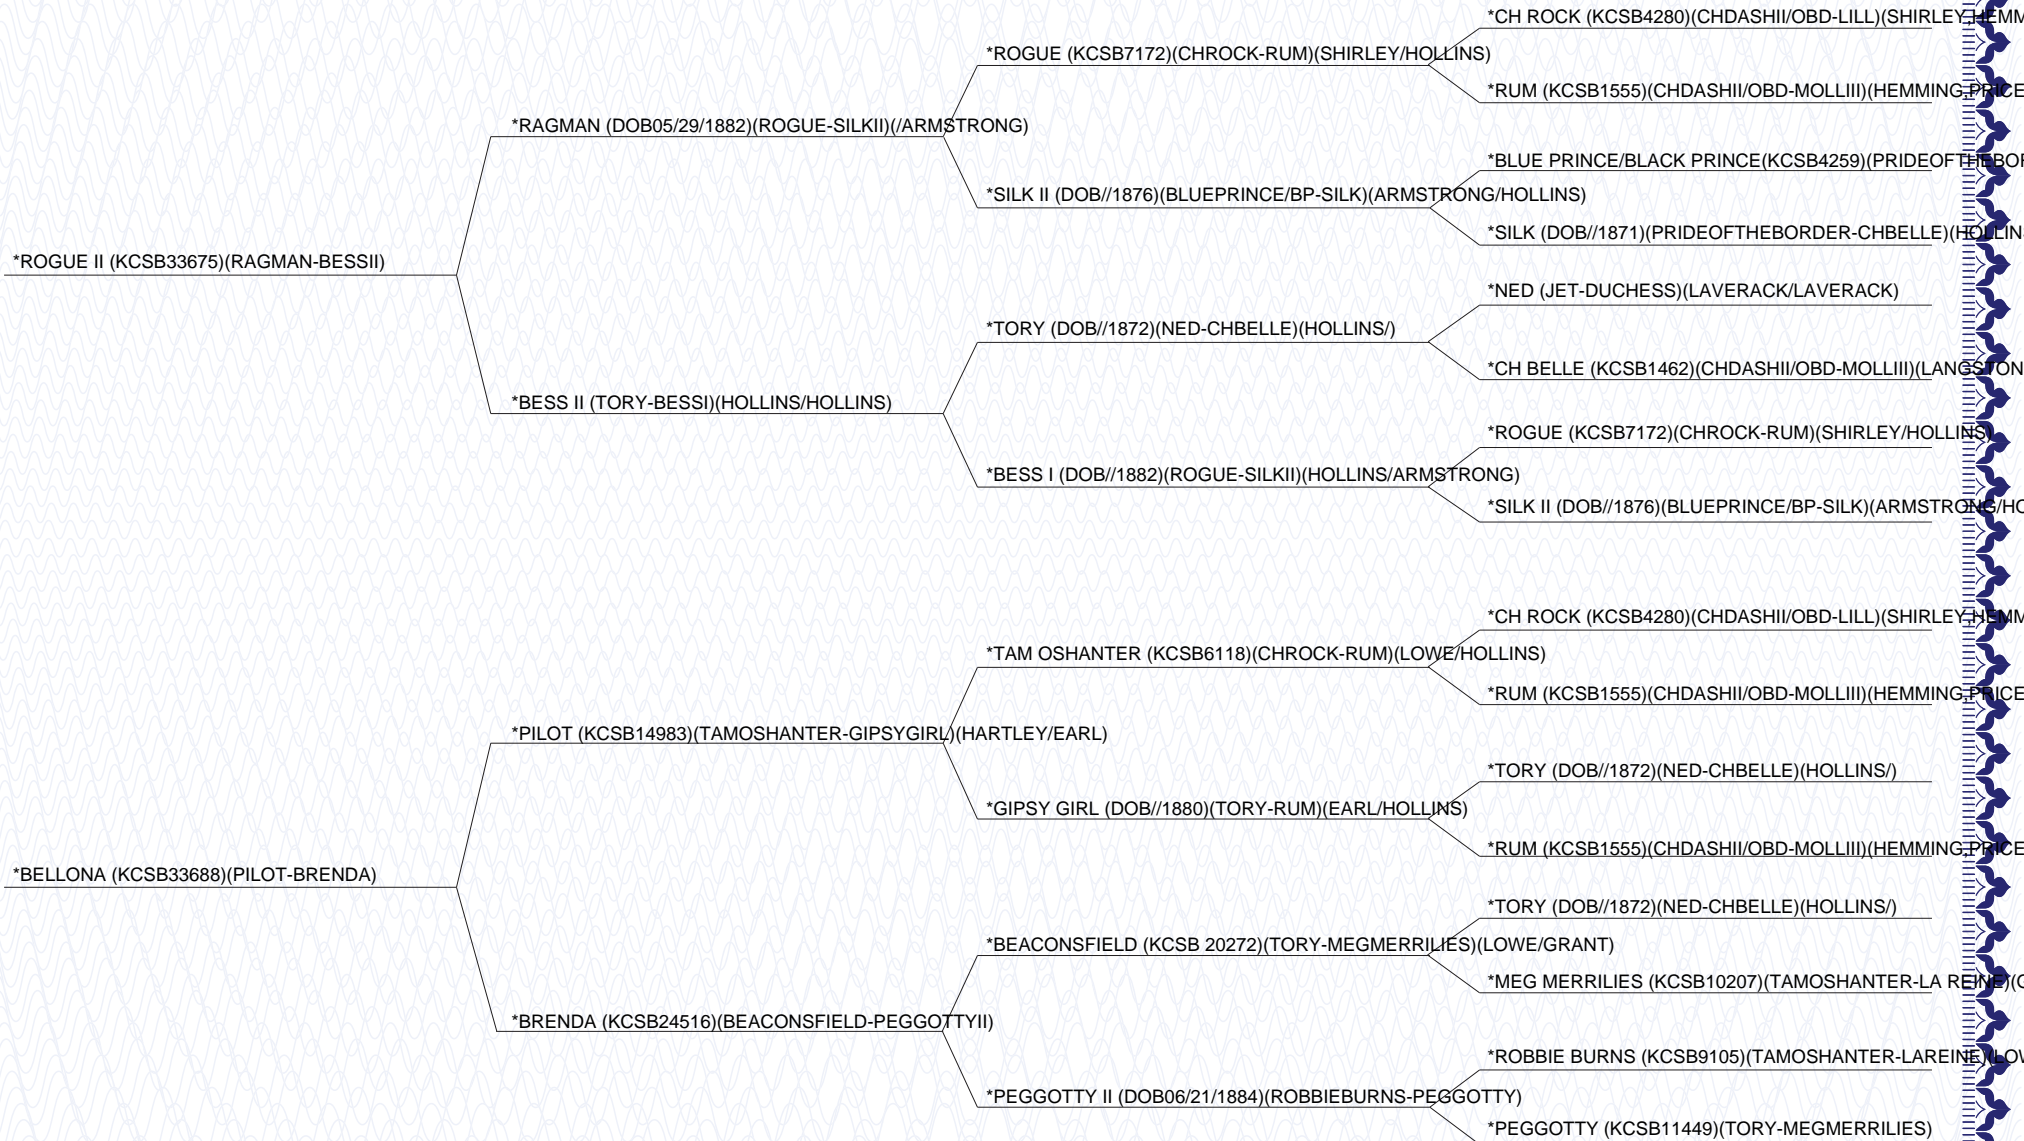 *CH ROCK (KCSB4280)(CHDASHII/OBD-LILL)(SHIRLEY,HEMM
*ROGUE (KCSB7172)(CHROCK-RUM)(SHIRLEY/HOLLINS)
*RUM (KCSB1555)(CHDASHII/OBD-MOLLIII)(HEMMING,PRICE
*RAGMAN (DOB05/29/1882)(ROGUE-SILKII)(/ARMSTRONG)
*BLUE PRINCE/BLACK PRINCE(KCSB4259)(PRIDEOFTHEBOR
*SILK II (DOB//1876)(BLUEPRINCE/BP-SILK)(ARMSTRONG/HOLLINS)
*SILK (DOB//1871)(PRIDEOFTHEBORDER-CHBELLE)(HOLLINS
*ROGUE II (KCSB33675)(RAGMAN-BESSII)
*NED (JET-DUCHESS)(LAVERACK/LAVERACK)
*TORY (DOB//1872)(NED-CHBELLE)(HOLLINS/)
*CH BELLE (KCSB1462)(CHDASHII/OBD-MOLLIII)(LANGSTON
*BESS II (TORY-BESSI)(HOLLINS/HOLLINS)
*ROGUE (KCSB7172)(CHROCK-RUM)(SHIRLEY/HOLLINS)
*BESS I (DOB//1882)(ROGUE-SILKII)(HOLLINS/ARMSTRONG)
*SILK II (DOB//1876)(BLUEPRINCE/BP-SILK)(ARMSTRONG/HO
*CH ROCK (KCSB4280)(CHDASHII/OBD-LILL)(SHIRLEY,HEMM
*TAM OSHANTER (KCSB6118)(CHROCK-RUM)(LOWE/HOLLINS)
*RUM (KCSB1555)(CHDASHII/OBD-MOLLIII)(HEMMING,PRICE
*PILOT (KCSB14983)(TAMOSHANTER-GIPSYGIRL)(HARTLEY/EARL)
*TORY (DOB//1872)(NED-CHBELLE)(HOLLINS/)
*GIPSY GIRL (DOB//1880)(TORY-RUM)(EARL/HOLLINS)
*RUM (KCSB1555)(CHDASHII/OBD-MOLLIII)(HEMMING,PRICE
*BELLONA (KCSB33688)(PILOT-BRENDA)
*TORY (DOB//1872)(NED-CHBELLE)(HOLLINS/)
*BEACONSFIELD (KCSB 20272)(TORY-MEGMERRILIES)(LOWE/GRANT)
*MEG MERRILIES (KCSB10207)(TAMOSHANTER-LA REINE)(G
*BRENDA (KCSB24516)(BEACONSFIELD-PEGGOTTYII)
*ROBBIE BURNS (KCSB9105)(TAMOSHANTER-LAREINE)(LOW
*PEGGOTTY II (DOB06/21/1884)(ROBBIEBURNS-PEGGOTTY)
*PEGGOTTY (KCSB11449)(TORY-MEGMERRILIES)